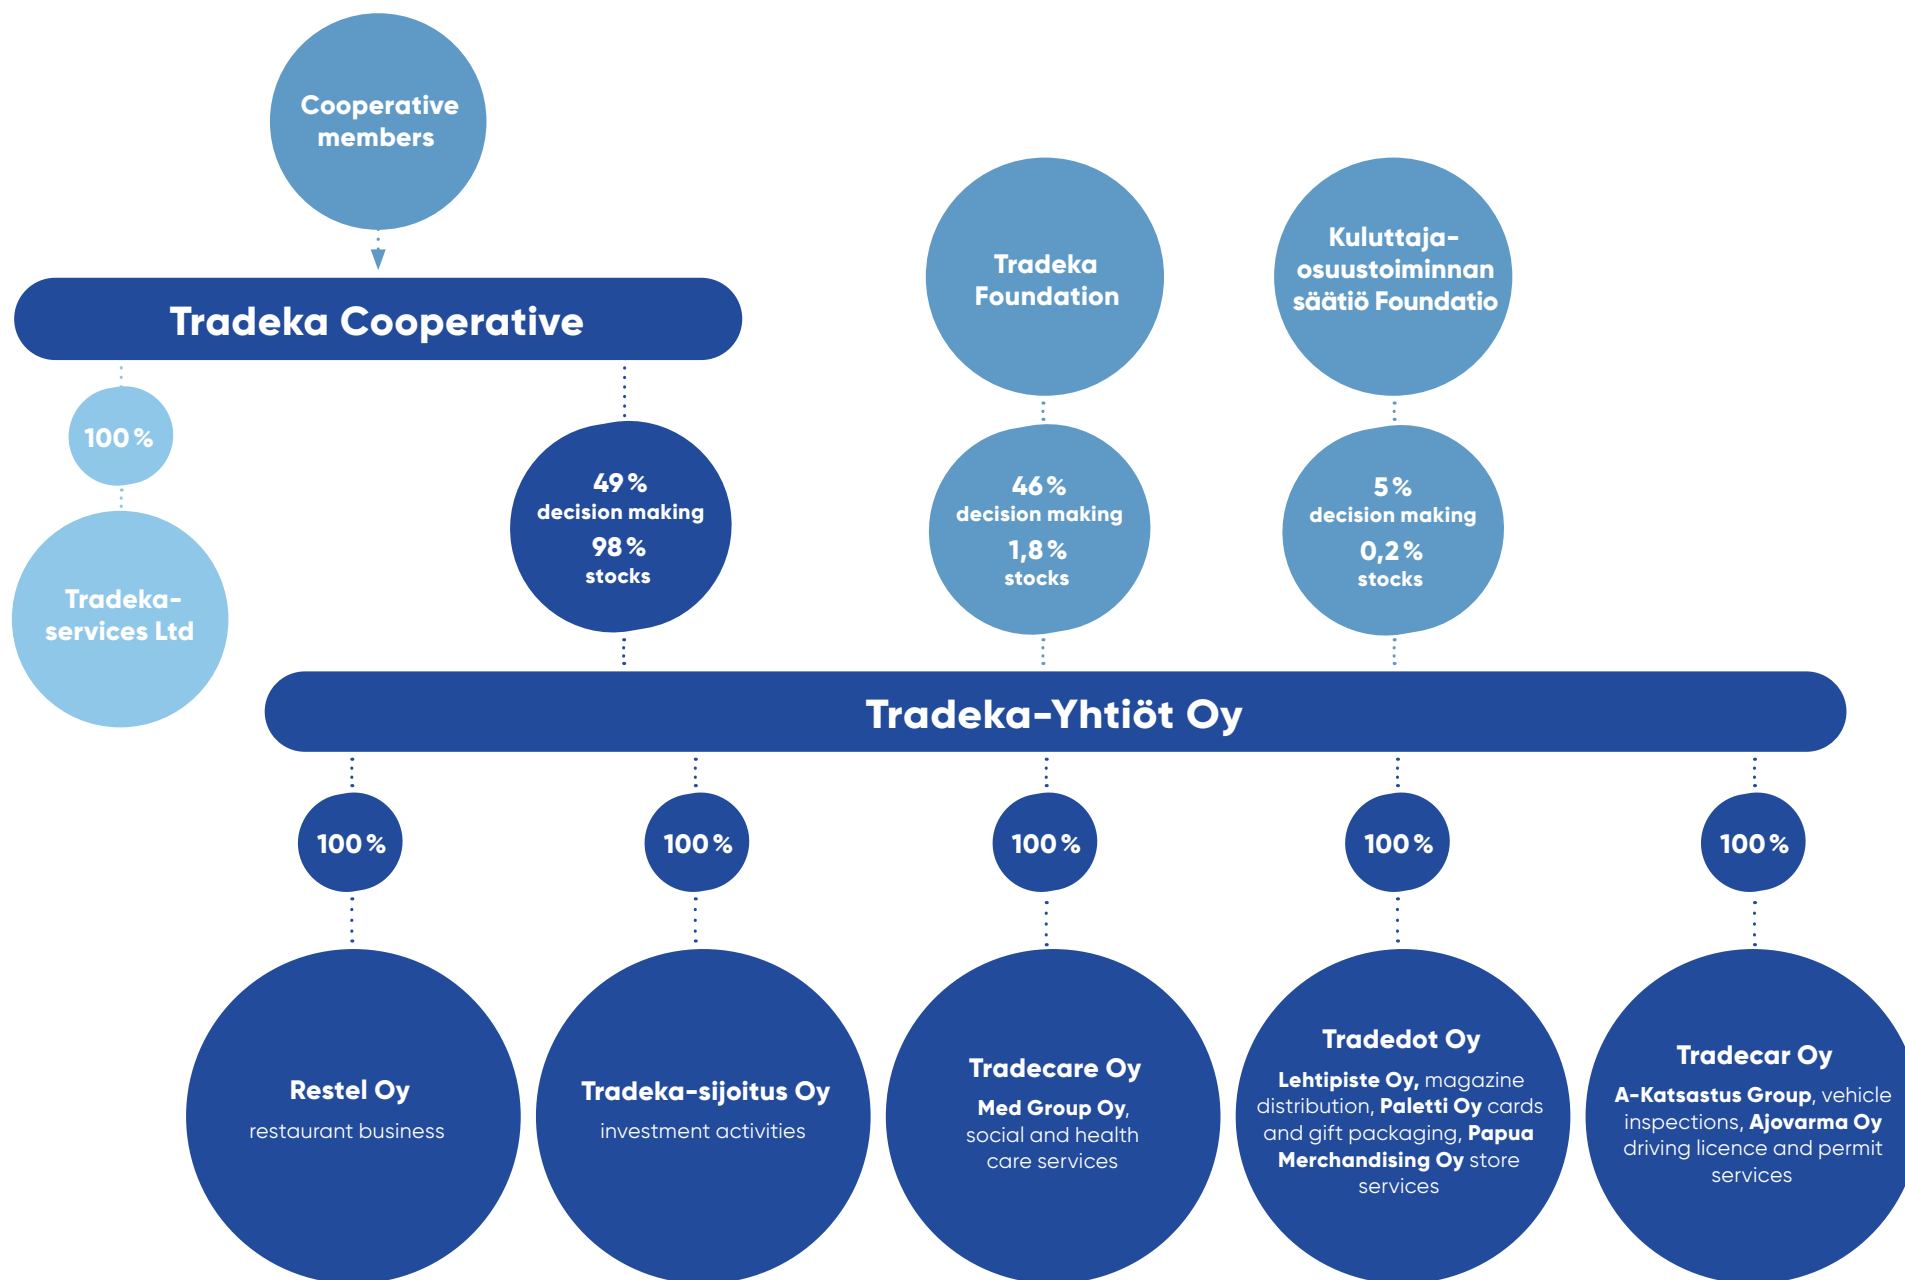 Cooperative
members
Tradeka Cooperative
Tradeka
Foundation
Kuluttaja-
osuustoiminnan
säätiö Foundatio
100 %
Tradeka-
services Ltd
49 %
decision making
98 %
stocks
46 %
decision making
1,8 %
stocks
5 %
decision making
0,2 %
stocks
Tradeka-Yhtiöt Oy
100 %
100 %
100 %
100 %
100 %
Restel Oy
restaurant business
Tradeka-sijoitus Oy
investment activities
Tradecare Oy
Med Group Oy,
social and health
care services
Tradedot Oy
Lehtipiste Oy, magazine
distribution, Paletti Oy cards
and gift packaging, Papua
Merchandising Oy store
services
Tradecar Oy
A-Katsastus Group, vehicle
inspections, Ajovarma Oy
driving licence and permit
services